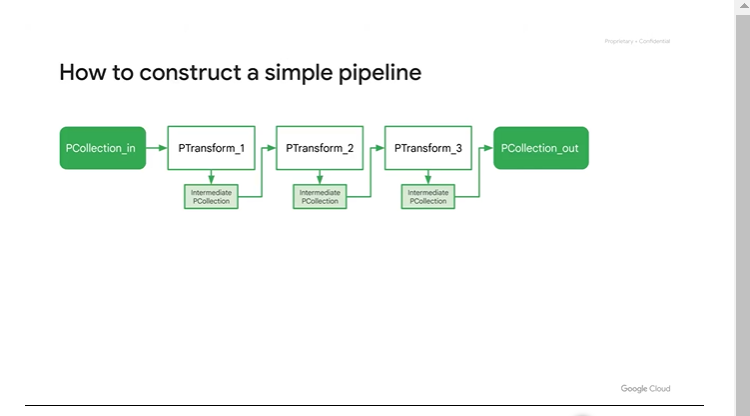 Proprietary + Confidential
How to construct a simple pipeline
PCollection_in
PTransform_1
PTransform_2
PTransform_3
PCollection_out
Intermediate
PCollection
Intermediate
PCollection
Intermediate
PCollection
Google Cloud